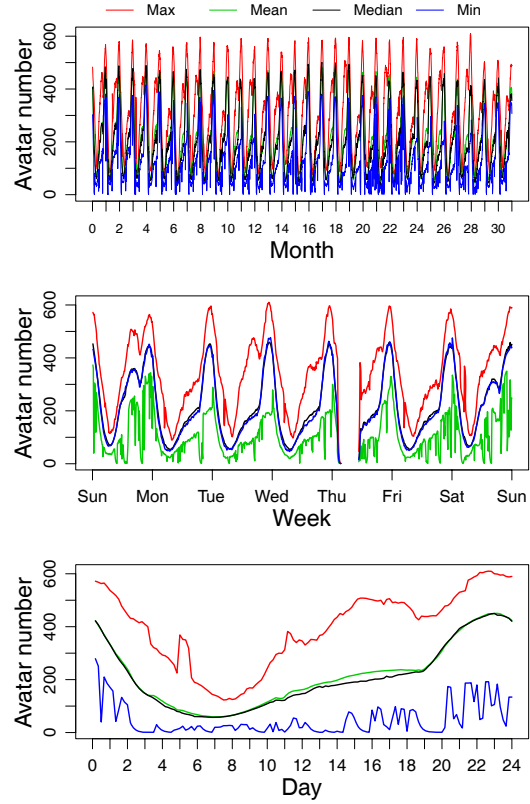 Max Mean Median Min
Avatar number
0 200 400 600
0 2 4 6 8 10 12 14 16 18 20 22 24 26 28 30
Month
Avatar number
0 200 400 600
Sun Mon Tue Wed Thu Fri Sat Sun
Week
Avatar number
0 200 400 600
0 2 4 6 8 10 12 14 16 18 20 22 24
Day